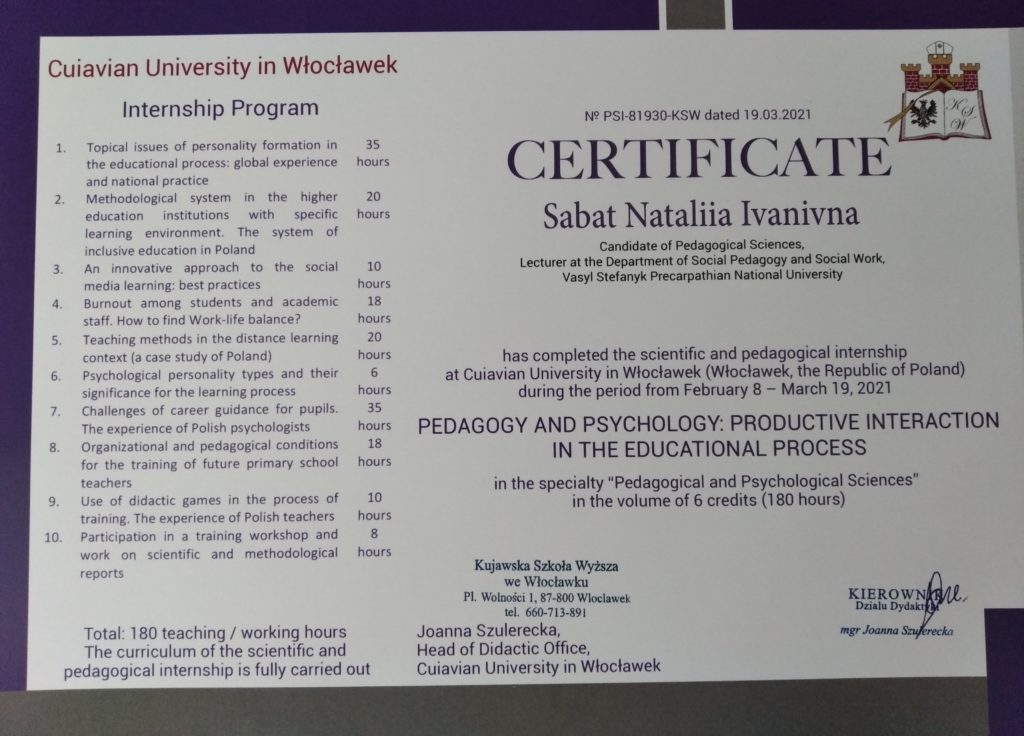 Cuiavian University in Włocławek
Internship Program
1. Topical issues of personality formation in 35
the educational process: global experience hours
and national practice
2. Methodological system in the higher 20
education institutions with specific hours
learning environment. The system of
inclusive education in Poland
3. An innovative approach to the social 10
media learning: best practices hours
4. Burnout among students and academic 18
staff. How to find Work-life balance? hours
5. Teaching methods in the distance learning 20
context (a case study of Poland) hours
6. Psychological personality types and their 6
significance for the learning process hours
7. Challenges of career guidance for pupils. 35
The experience of Polish psychologists hours
8. Organizational and pedagogical conditions 18
for the training of future primary school hours
teachers
9. Use of didactic games in the process of 10
training. The experience of Polish teachers hours
10. Participation in a training workshop and 8
work on scientific and methodological hours
reports
Total: 180 teaching / working hours
The curriculum of the scientific and
pedagogical internship is fully carried out
K S W
№ PSI-81930-KSW dated 19.03.2021
CERTIFICATE
Sabat Nataliia Ivanivna
Candidate of Pedagogical Sciences,
Lecturer at the Department of Social Pedagogy and Social Work,
Vasyl Stefanyk Precarpathian National University
has completed the scientific and pedagogical internship
at Cuiavian University in Włocławek (Włocławek, the Republic of Poland)
during the period from February 8 – March 19, 2021
PEDAGOGY AND PSYCHOLOGY: PRODUCTIVE INTERACTION
IN THE EDUCATIONAL PROCESS
in the specialty “Pedagogical and Psychological Sciences”
in the volume of 6 credits (180 hours)
Kujawska Szkoła Wyższa
we Włocławku
Pl. Wolności 1, 87-800 Wloclawek
tel. 660-713-891
Joanna Szulerecka,
Head of Didactic Office,
Cuiavian University in Włocławek
KIEROWNIK
Działu Dydaktyki
mgr Joanna Szulerecka